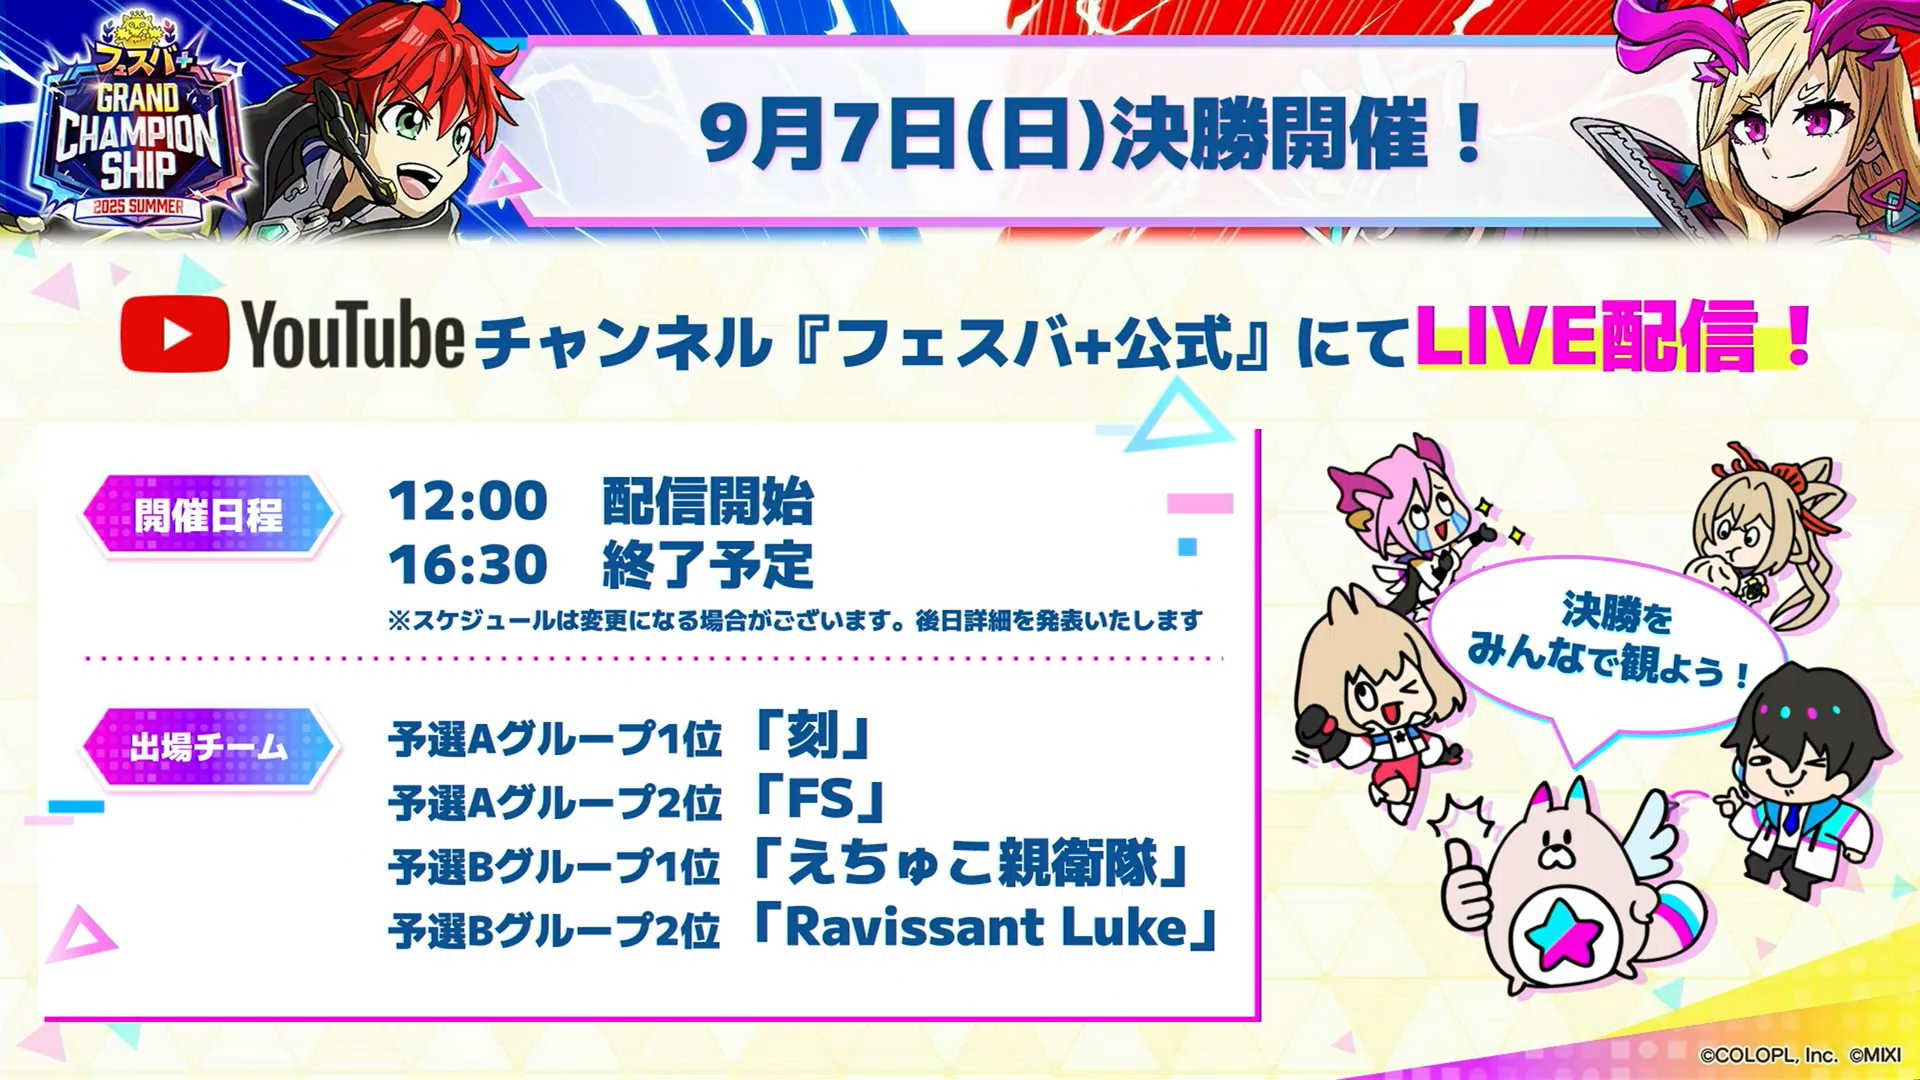 フェスバ+
GRAND
CHAMPION
SHIP
2025 SUMMER
9月7日(日)決勝開催！
YouTube チャンネル『フェスバ+公式』にてLIVE配信！
開催日程
12:00 配信開始
16:30 終了予定
※スケジュールは変更になる場合がございます。後日詳細を発表いたします
出場チーム
予選Aグループ1位「刻」
予選Aグループ2位「FS」
予選Bグループ1位「えちゅこ親衛隊」
予選Bグループ2位「Ravissant Luke」
決勝を
みんなで観よう！
©COLOPL, Inc. ©MIXI